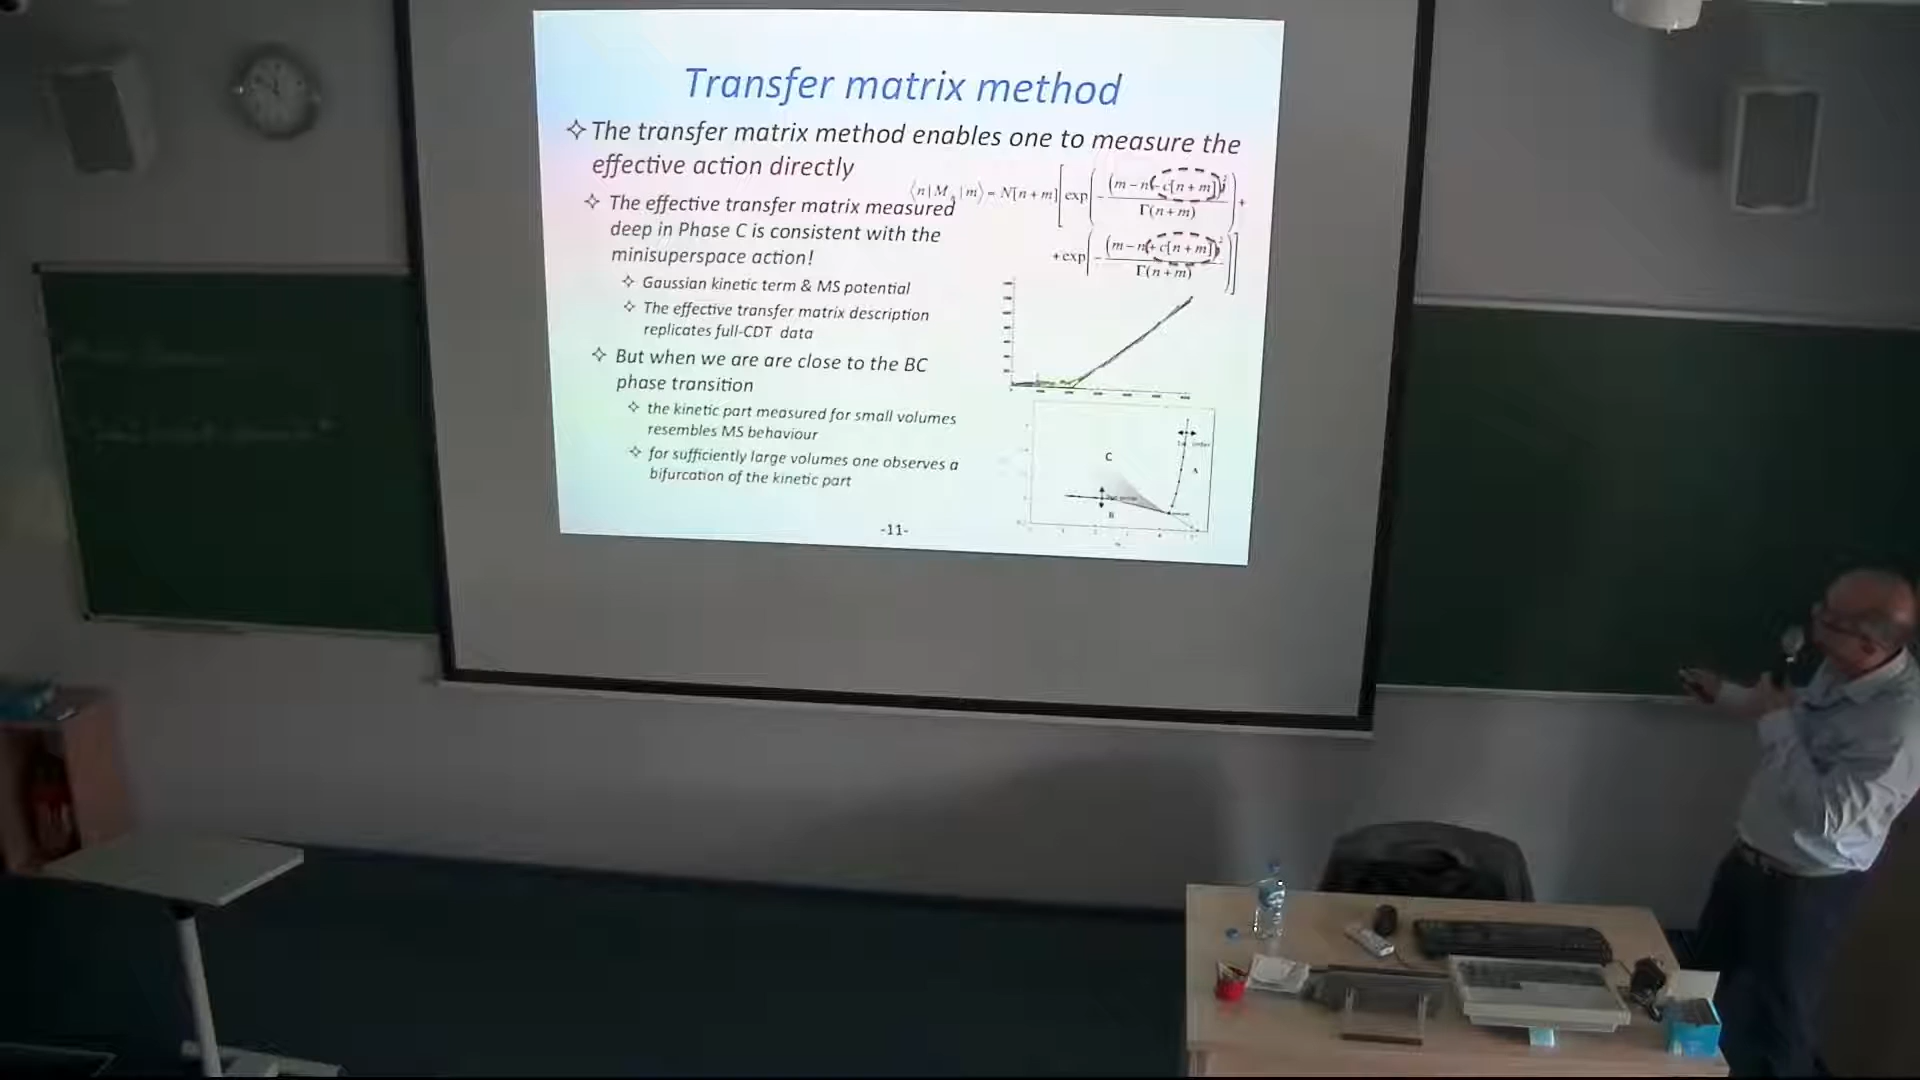 Transfer matrix method
✧ The transfer matrix method enables one to measure the
effective action directly
⟨n|M |m⟩ = N[n+m] [exp(-(m-n(-c[n+m]))²/Γ(n+m)) +
✧ The effective transfer matrix measured
deep in Phase C is consistent with the
minisuperspace action!
+exp(-(m-n(+c[n+m]))²/Γ(n+m))]
✧ Gaussian kinetic term & MS potential
✧ The effective transfer matrix description
replicates full-CDT data
✧ But when we are are close to the BC
phase transition
✧ the kinetic part measured for small volumes
resembles MS behaviour
✧ for sufficiently large volumes one observes a
bifurcation of the kinetic part
C
A
B
-11-